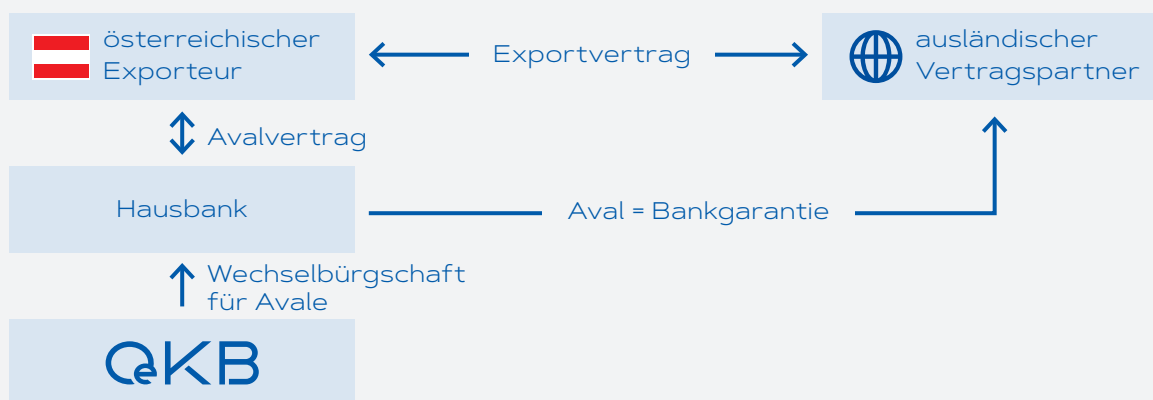 österreichischer
Exporteur
Exportvertrag
ausländischer
Vertragspartner
Avalvertrag
Hausbank
Aval = Bankgarantie
Wechselbürgschaft
für Avale
OeKB